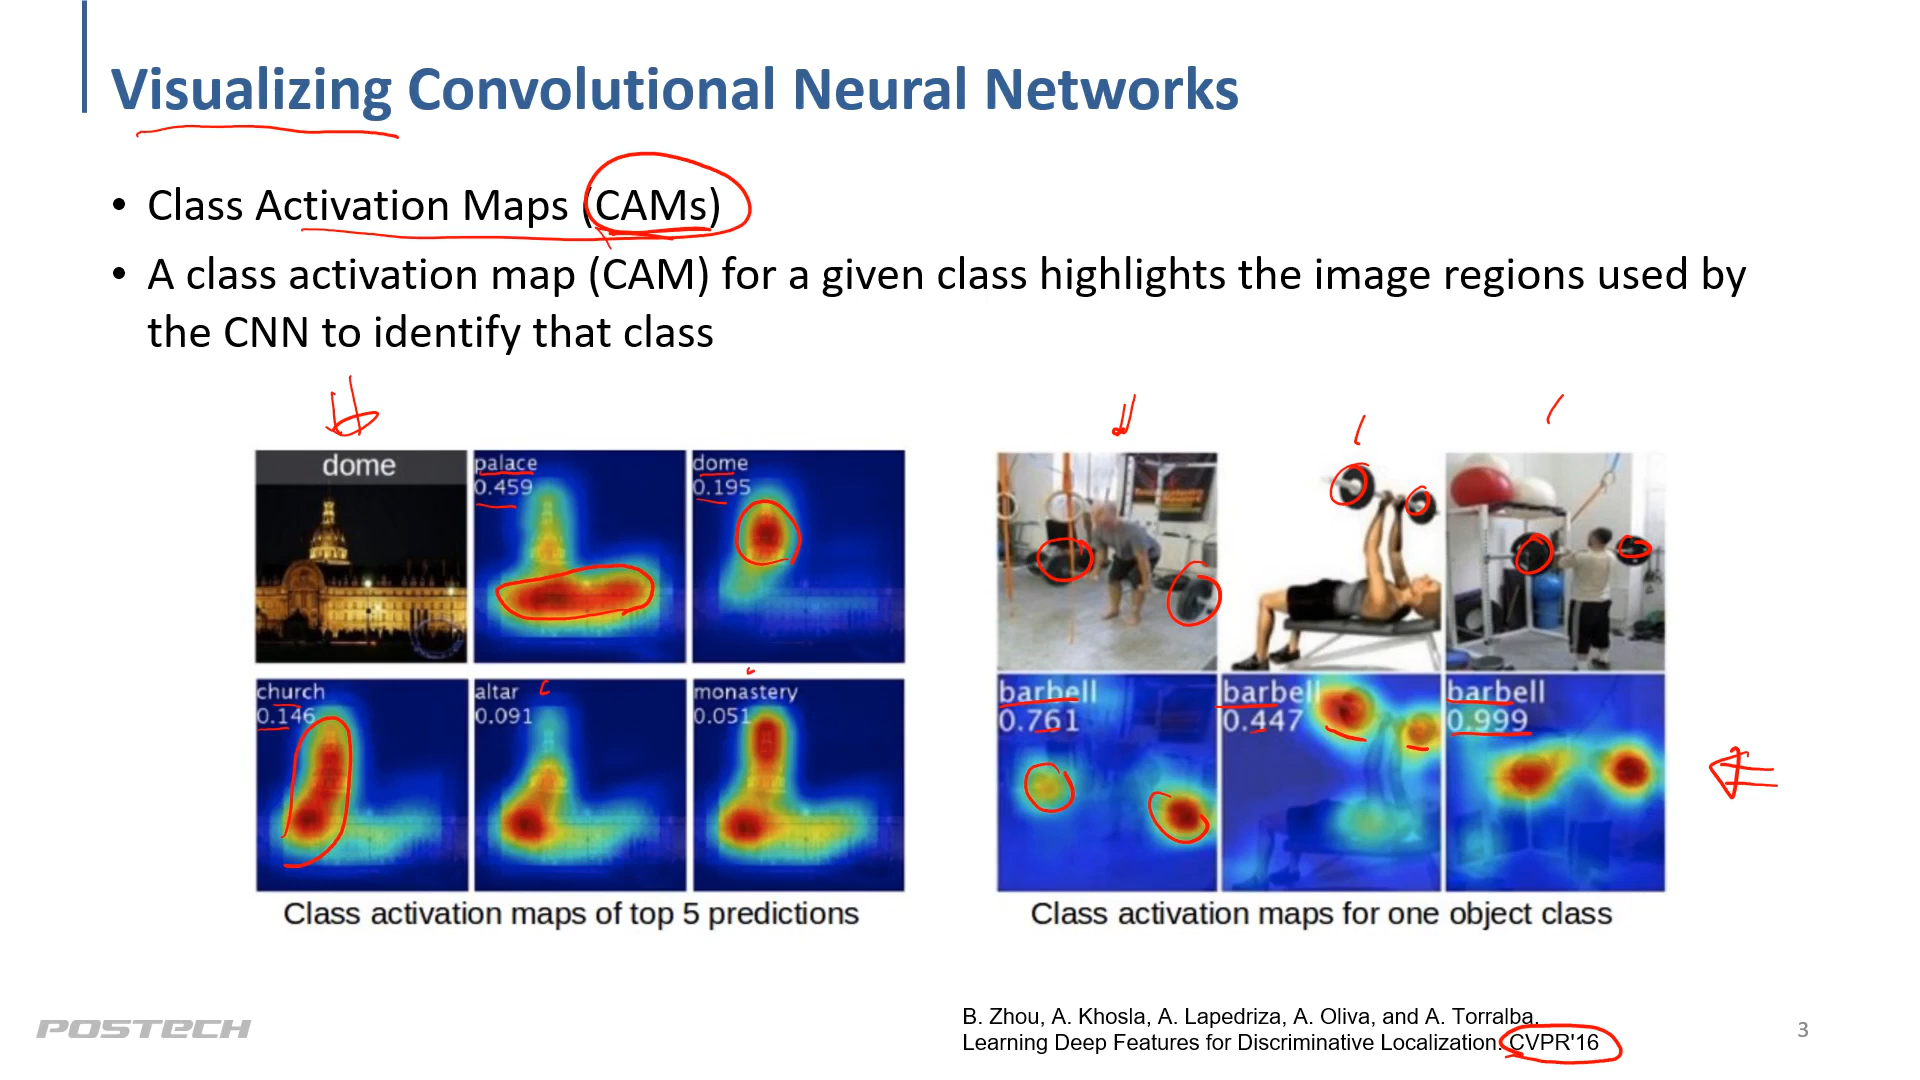 Visualizing Convolutional Neural Networks
• Class Activation Maps (CAMs)
• A class activation map (CAM) for a given class highlights the image regions used by
the CNN to identify that class
dome
palace
0.459
dome
0.195
church
0.146
altar
0.091
monastery
0.051
Class activation maps of top 5 predictions
barbell
0.761
barbell
0.447
barbell
0.999
Class activation maps for one object class
POSTECH
B. Zhou, A. Khosla, A. Lapedriza, A. Oliva, and A. Torralba.
Learning Deep Features for Discriminative Localization. CVPR'16
3